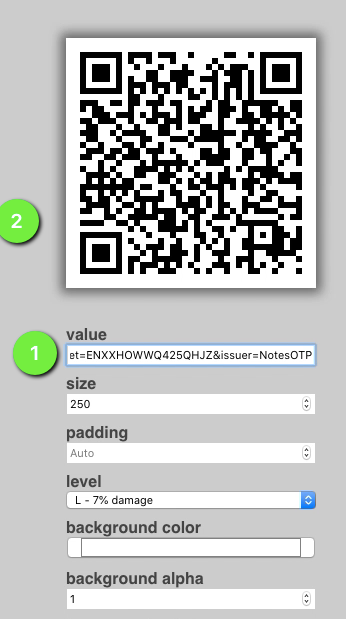 2
value
1
et=ENXXHOWWQ425QHJZ&issuer=NotesOTP
size
250
padding
Auto
level
L - 7% damage
background color
background alpha
1